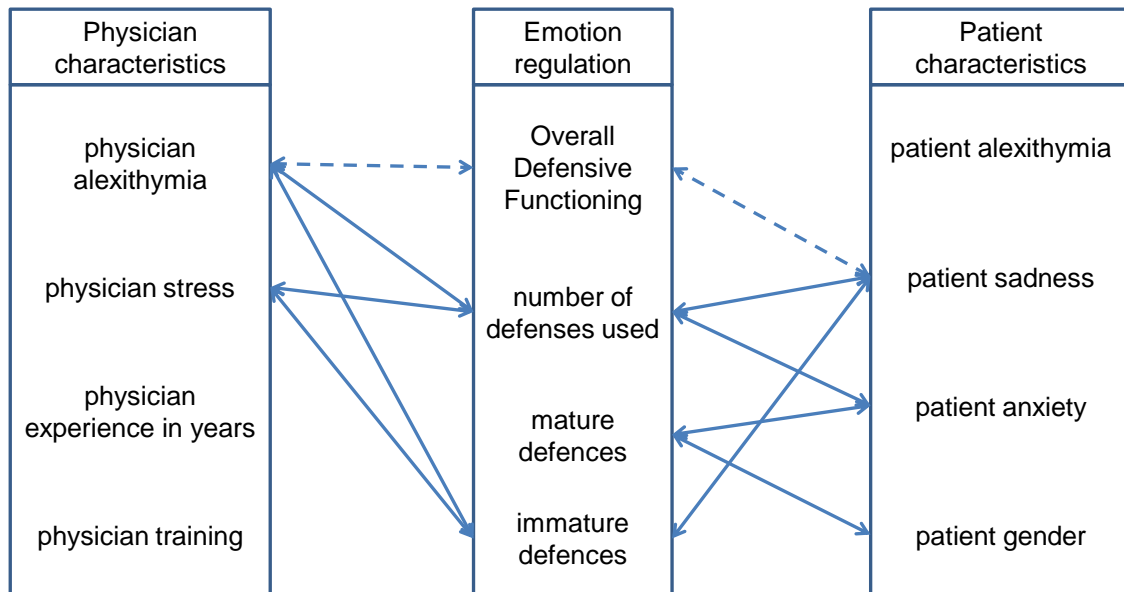 Physician
characteristics
physician
alexithymia
physician stress
physician
experience in years
physician training
Emotion
regulation
Overall
Defensive
Functioning
number of
defenses used
mature
defences
immature
defences
Patient
characteristics
patient alexithymia
patient sadness
patient anxiety
patient gender